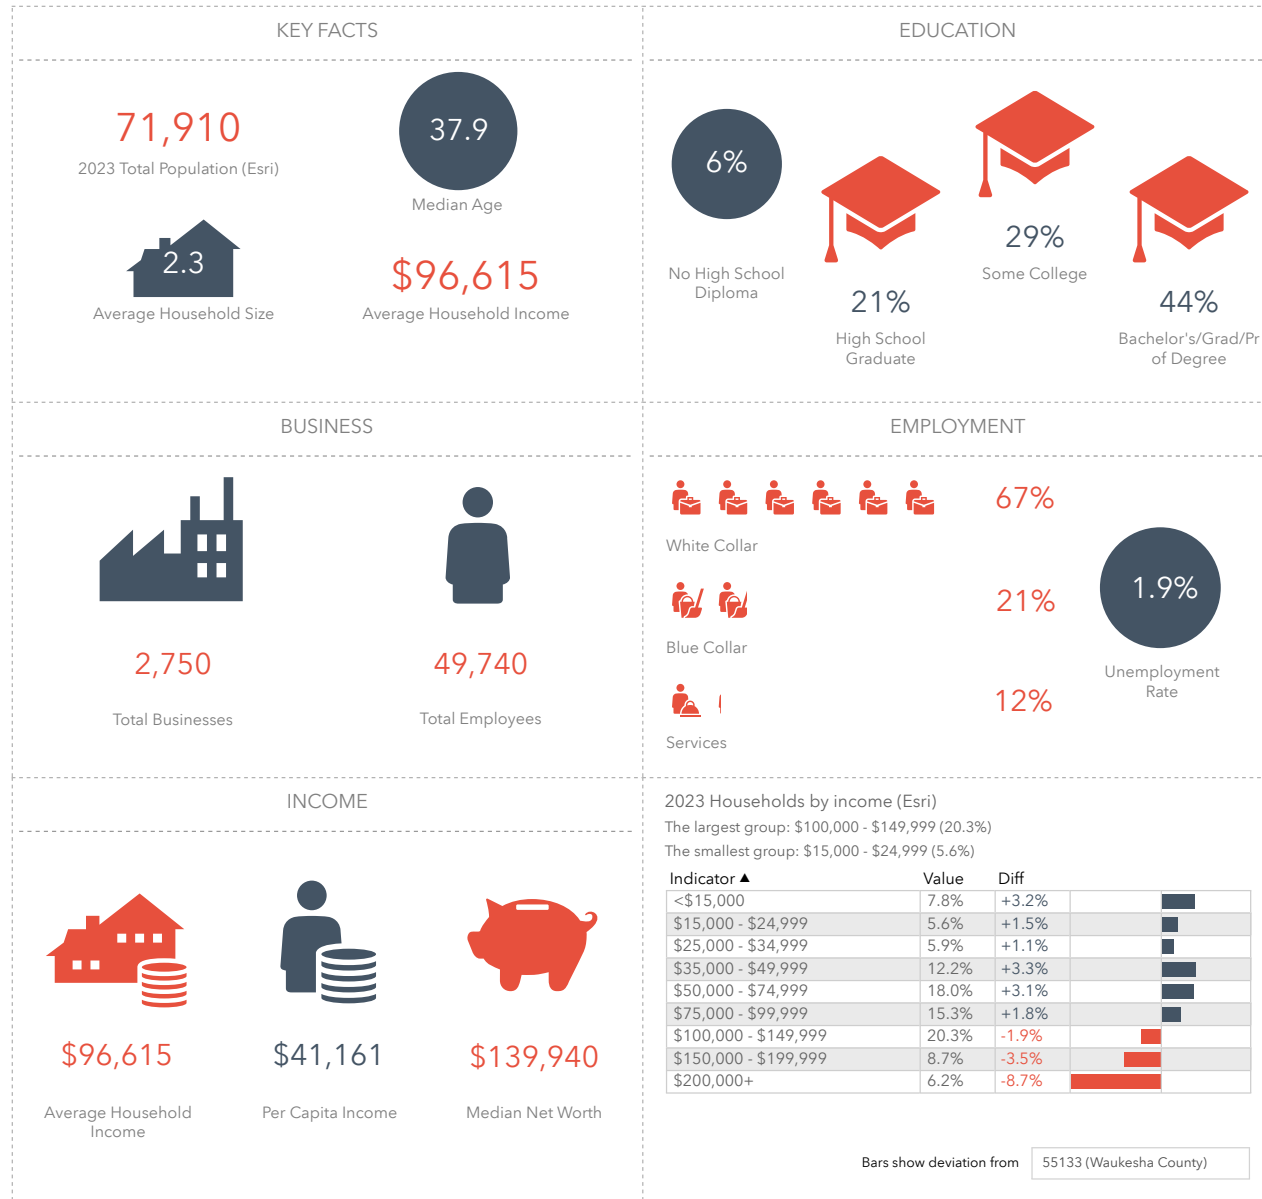 KEY FACTS
71,910
2023 Total Population (Esri)
37.9
Median Age
2.3
Average Household Size
$96,615
Average Household Income
EDUCATION
6%
No High School
Diploma
21%
High School
Graduate
29%
Some College
44%
Bachelor's/Grad/Pr
of Degree
BUSINESS
2,750
Total Businesses
49,740
Total Employees
EMPLOYMENT
67%
White Collar
21%
Blue Collar
12%
Services
1.9%
Unemployment
Rate
INCOME
$96,615
Average Household
Income
$41,161
Per Capita Income
$139,940
Median Net Worth
2023 Households by income (Esri)
The largest group: $100,000 - $149,999 (20.3%)
The smallest group: $15,000 - $24,999 (5.6%)
Indicator ▲ Value Diff
<$15,000 7.8% +3.2%
$15,000 - $24,999 5.6% +1.5%
$25,000 - $34,999 5.9% +1.1%
$35,000 - $49,999 12.2% +3.3%
$50,000 - $74,999 18.0% +3.1%
$75,000 - $99,999 15.3% +1.8%
$100,000 - $149,999 20.3% -1.9%
$150,000 - $199,999 8.7% -3.5%
$200,000+ 6.2% -8.7%
Bars show deviation from 55133 (Waukesha County)